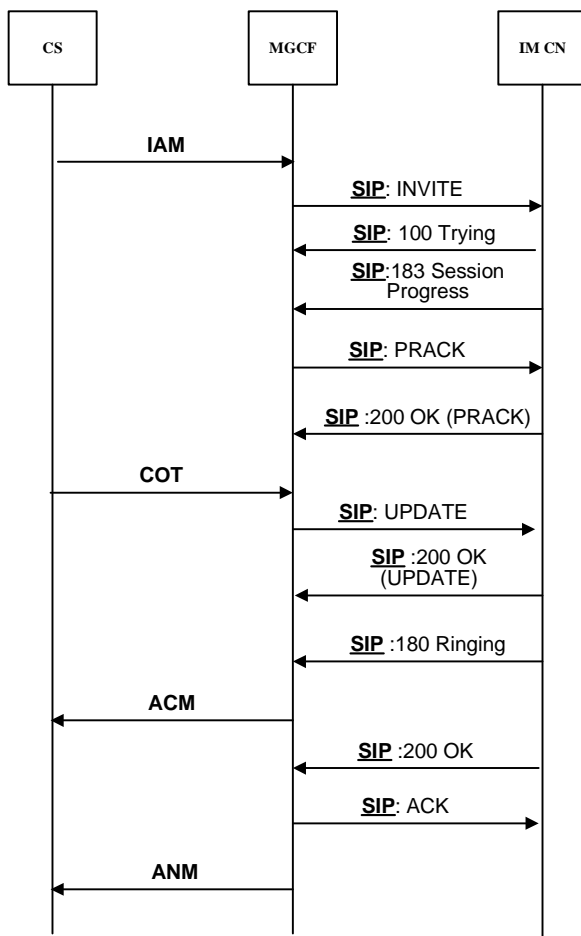 CS
MGCF
IM CN
IAM
SIP: INVITE
SIP: 100 Trying
SIP:183 Session
Progress
SIP: PRACK
SIP :200 OK (PRACK)
COT
SIP: UPDATE
SIP :200 OK
(UPDATE)
SIP :180 Ringing
ACM
SIP :200 OK
SIP: ACK
ANM